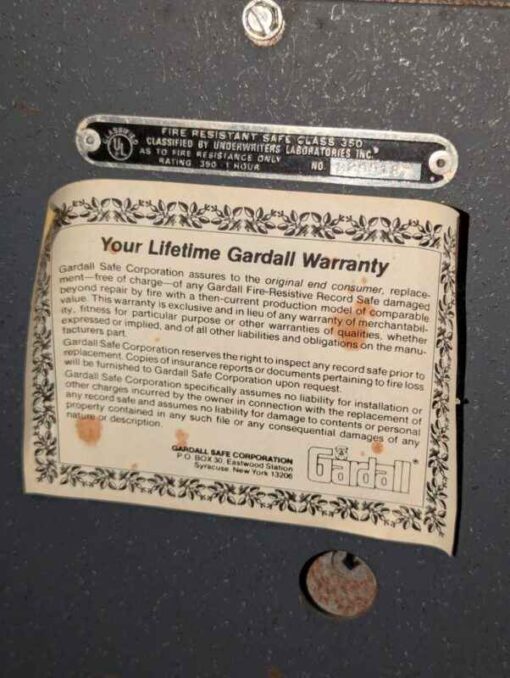 CLASSIFIED
UL
FIRE RESISTANT SAFE CLASS 350
CLASSIFIED BY UNDERWRITERS LABORATORIES INC.®
AS TO FIRE RESISTANCE ONLY
RATING 350 1 HOUR NO.
Your Lifetime Gardall Warranty
Gardall Safe Corporation assures to the original end consumer, replace-
ment—free of charge—of any Gardall Fire-Resistive Record Safe damaged
beyond repair by fire with a then-current production model of comparable
value. This warranty is exclusive and in lieu of any warranty of merchantabil-
ity, fitness for particular purpose or other warranties of qualities, whether
expressed or implied, and of all other liabilities and obligations on the manu-
facturers part.
Gardall Safe Corporation reserves the right to inspect any record safe prior to
replacement. Copies of insurance reports or documents pertaining to fire loss
will be furnished to Gardall Safe Corporation upon request.
Gardall Safe Corporation specifically assumes no liability for installation or
other charges incurred by the owner in connection with the replacement of
any record safe and assumes no liability for damage to contents or personal
property contained in any such file or any consequential damages of any
nature or description.
GARDALL SAFE CORPORATION
P.O. BOX 30, Eastwood Station
Syracuse, New York 13206
Gardall®